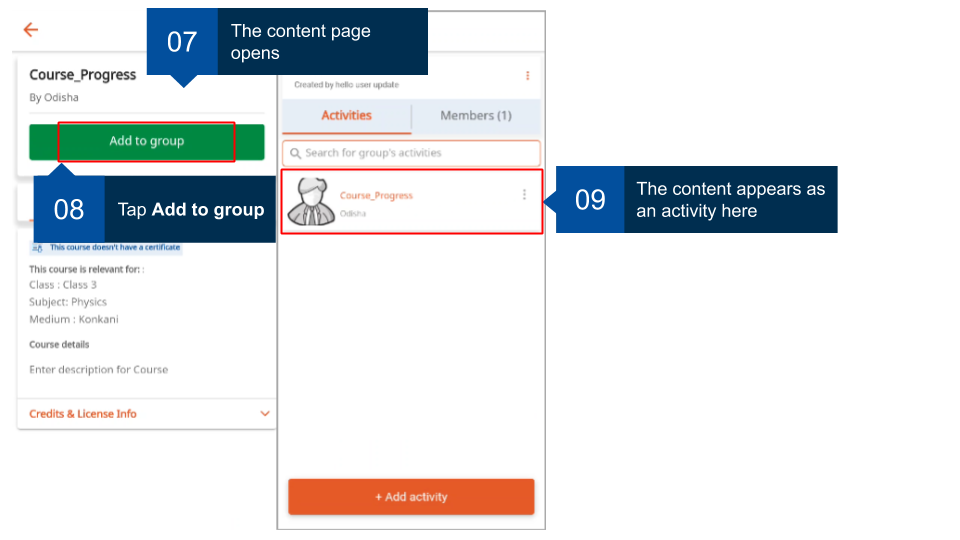 07
The content page
opens
Course_Progress
By Odisha
Add to group
08
Tap Add to group
This course doesn't have a certificate
This course is relevant for: :
Class : Class 3
Subject: Physics
Medium : Konkani
Course details
Enter description for Course
Credits & License Info
Created by hello user update
Activities
Members (1)
Search for group's activities
Course_Progress
Odisha
09
The content appears as
an activity here
+ Add activity